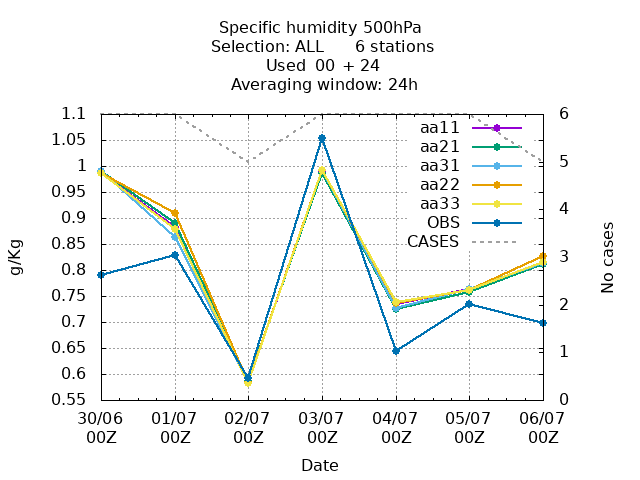 Specific humidity 500hPa
Selection: ALL 6 stations
Used 00 + 24
Averaging window: 24h
1.1
1.05
1
0.95
0.9
0.85
0.8
0.75
0.7
0.65
0.6
0.55
g/Kg
6
5
4
3
2
1
0
No cases
aa11
aa21
aa31
aa22
aa33
OBS
CASES
30/06 01/07 02/07 03/07 04/07 05/07 06/07
00Z 00Z 00Z 00Z 00Z 00Z 00Z
Date